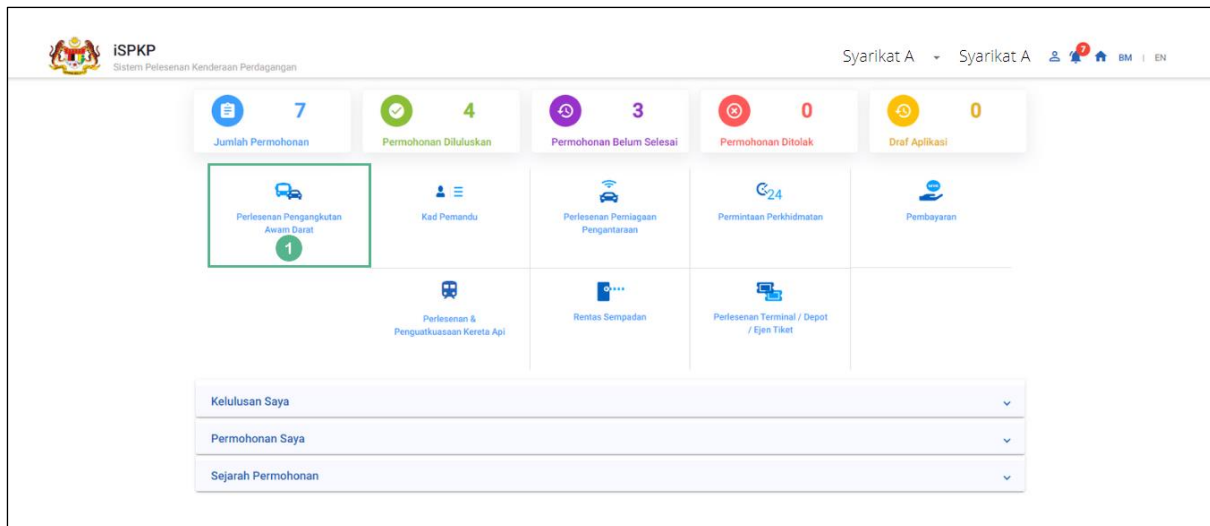 iSPKP
Sistem Pelesenan Kenderaan Perdagangan
Syarikat A
Syarikat A
7
BM | EN
7
Jumlah Permohonan
4
Permohonan Diluluskan
3
Permohonan Belum Selesai
0
Permohonan Ditolak
0
Draf Aplikasi
Perlesenan Pengangkutan
Awam Darat
1
Kad Pemandu
Perlesenan Perniagaan
Pengantaraan
24
Permintaan Perkhidmatan
Pembayaran
Perlesenan &
Penguatkuasaan Kereta Api
Rentas Sempadan
Perlesenan Terminal / Depot
/ Ejen Tiket
Kelulusan Saya
Permohonan Saya
Sejarah Permohonan